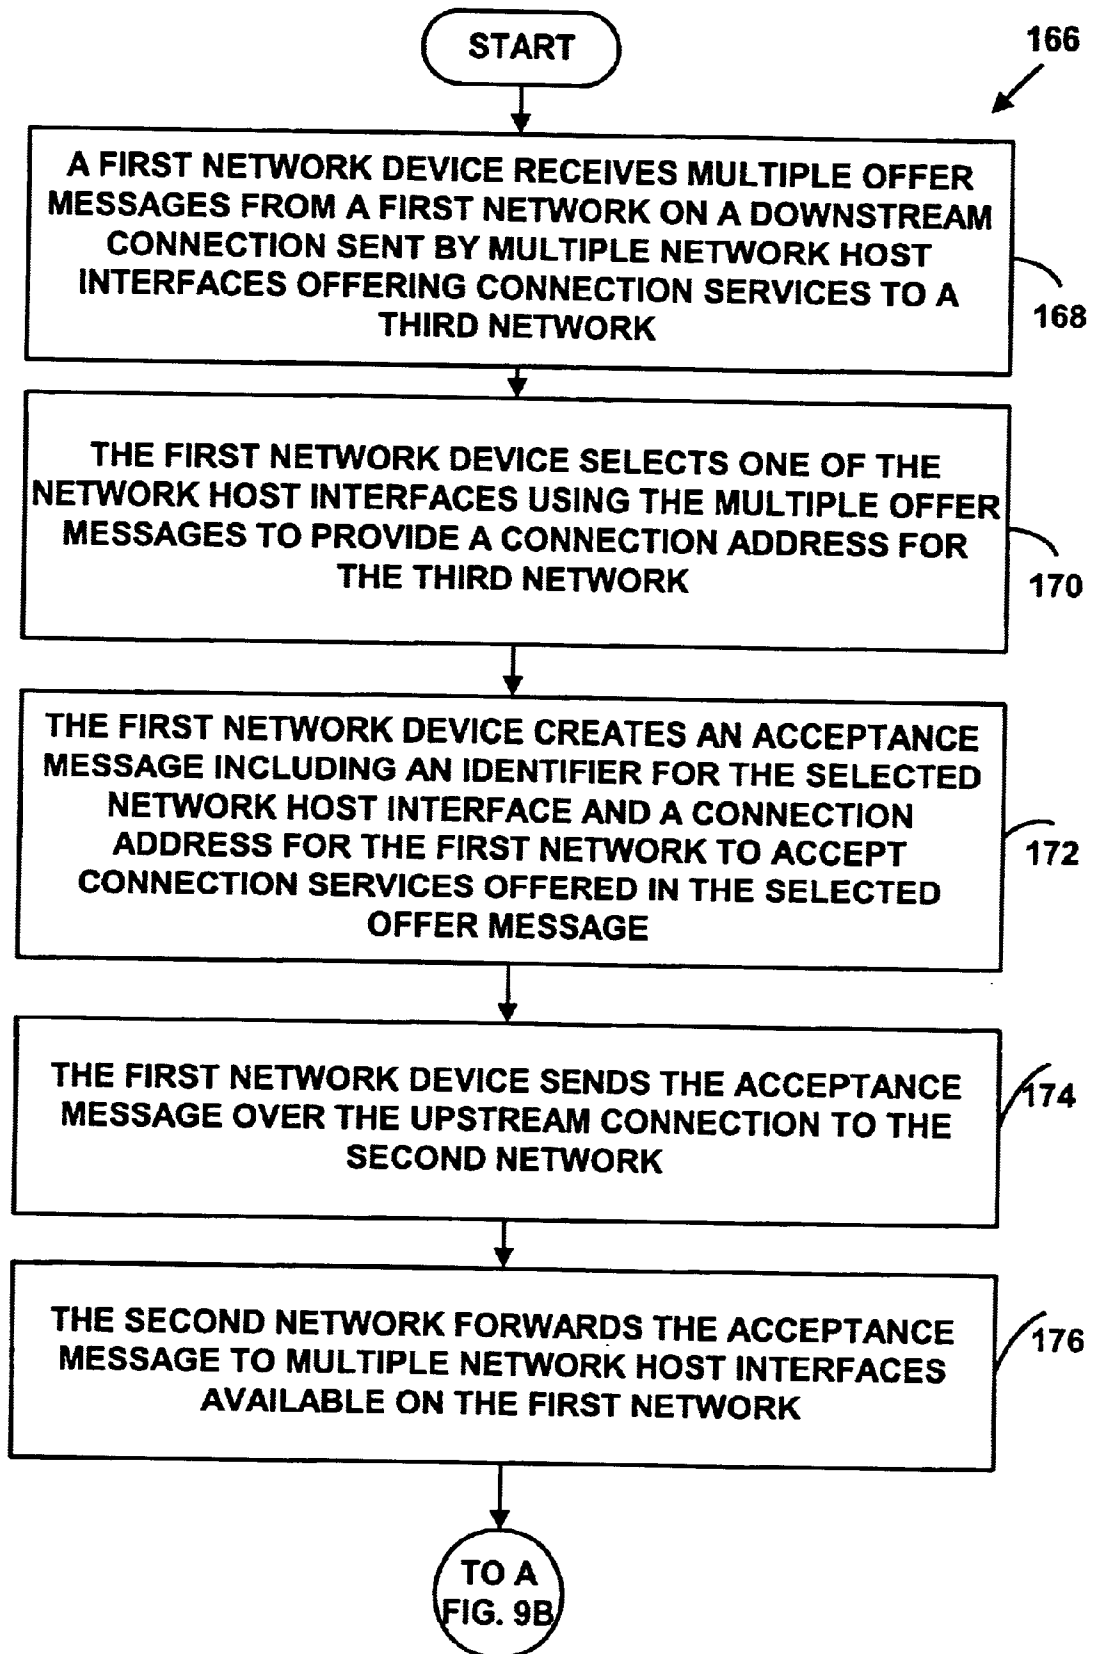 START
166
A FIRST NETWORK DEVICE RECEIVES MULTIPLE OFFER
MESSAGES FROM A FIRST NETWORK ON A DOWNSTREAM
CONNECTION SENT BY MULTIPLE NETWORK HOST
INTERFACES OFFERING CONNECTION SERVICES TO A
THIRD NETWORK
168
THE FIRST NETWORK DEVICE SELECTS ONE OF THE
NETWORK HOST INTERFACES USING THE MULTIPLE OFFER
MESSAGES TO PROVIDE A CONNECTION ADDRESS FOR
THE THIRD NETWORK
170
THE FIRST NETWORK DEVICE CREATES AN ACCEPTANCE
MESSAGE INCLUDING AN IDENTIFIER FOR THE SELECTED
NETWORK HOST INTERFACE AND A CONNECTION
ADDRESS FOR THE FIRST NETWORK TO ACCEPT
CONNECTION SERVICES OFFERED IN THE SELECTED
OFFER MESSAGE
172
THE FIRST NETWORK DEVICE SENDS THE ACCEPTANCE
MESSAGE OVER THE UPSTREAM CONNECTION TO THE
SECOND NETWORK
174
THE SECOND NETWORK FORWARDS THE ACCEPTANCE
MESSAGE TO MULTIPLE NETWORK HOST INTERFACES
AVAILABLE ON THE FIRST NETWORK
176
TO A
FIG. 9B